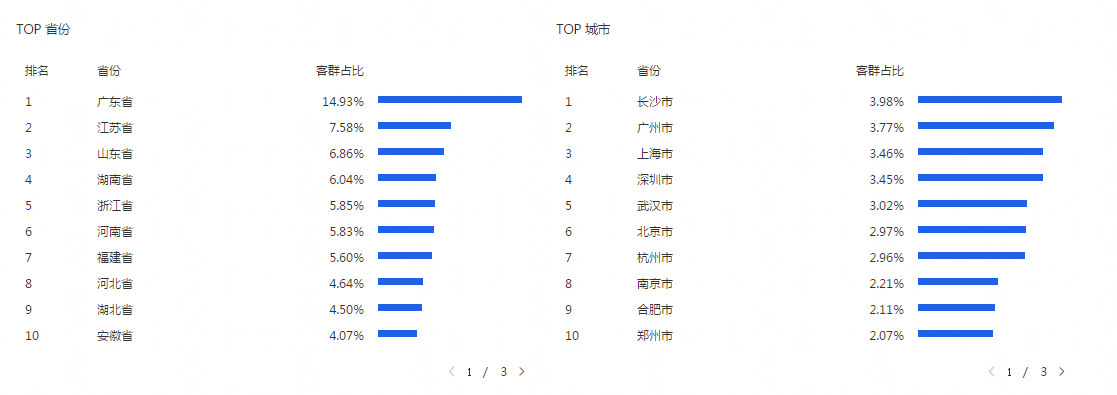 TOP 省份
排名 省份 客群占比
1 广东省 14.93%
2 江苏省 7.58%
3 山东省 6.86%
4 湖南省 6.04%
5 浙江省 5.85%
6 河南省 5.83%
7 福建省 5.60%
8 河北省 4.64%
9 湖北省 4.50%
10 安徽省 4.07%
1 / 3
TOP 城市
排名 省份 客群占比
1 长沙市 3.98%
2 广州市 3.77%
3 上海市 3.46%
4 深圳市 3.45%
5 武汉市 3.02%
6 北京市 2.97%
7 杭州市 2.96%
8 南京市 2.21%
9 合肥市 2.11%
10 郑州市 2.07%
1 / 3